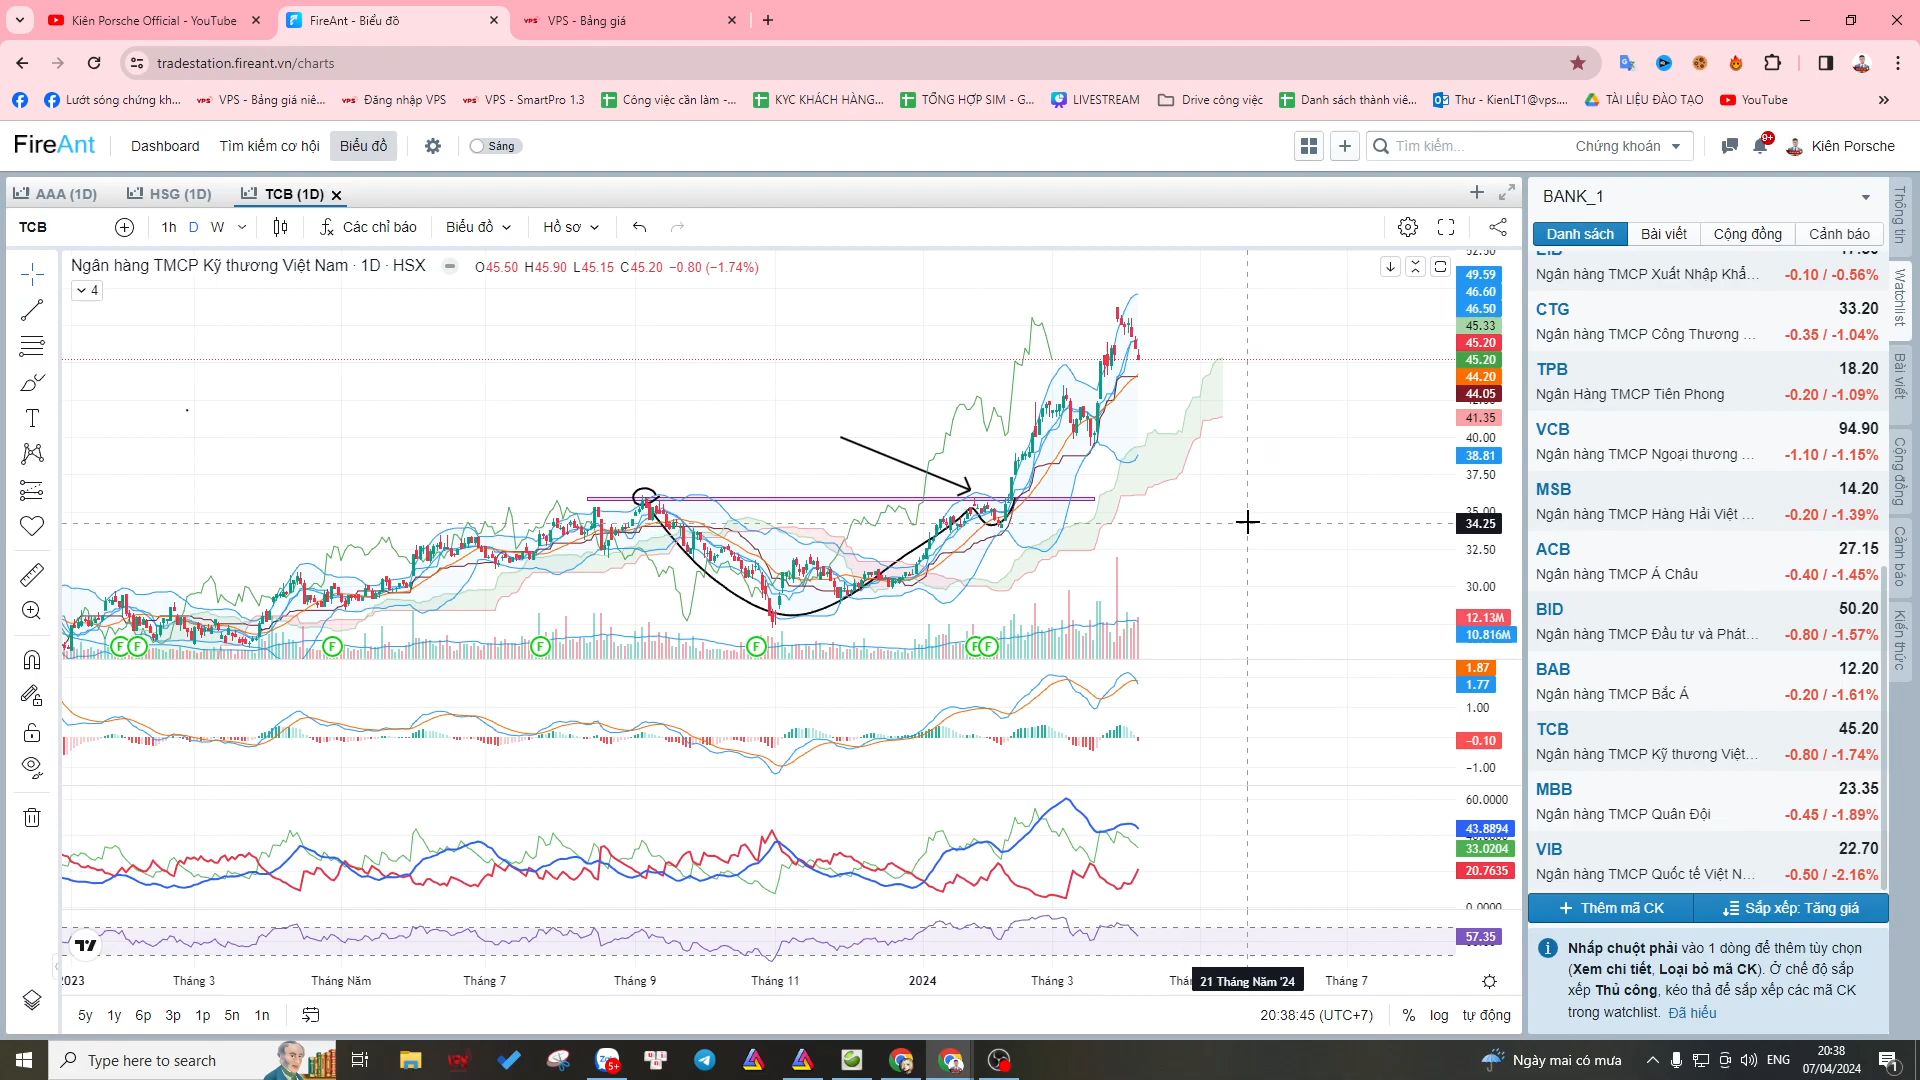 Kiên Porsche Official - YouTube
FireAnt - Biểu đồ
VPS - Bảng giá
tradestation.fireant.vn/charts
Lướt sóng chứng kh...
VPS - Bảng giá niê...
Đăng nhập VPS
VPS - SmartPro 1.3
Công việc cần làm -...
KYC KHÁCH HÀNG...
TỔNG HỢP SIM - G...
LIVESTREAM
Drive công việc
Danh sách thành viê...
Thư - KienLT1@vps....
TÀI LIỆU ĐÀO TẠO
YouTube
FireAnt
Dashboard
Tìm kiếm cơ hội
Biểu đồ
Sáng
Tìm kiếm...
Chứng khoán
9+
Kiên Porsche
AAA (1D)
HSG (1D)
TCB (1D)
TCB
1h
D
W
Các chỉ báo
Biểu đồ
Hồ sơ
Ngân hàng TMCP Kỹ thương Việt Nam · 1D · HSX
O45.50 H45.90 L45.15 C45.20 −0.80 (−1.74%)
4
52.50
49.59
46.60
46.50
45.33
45.20
45.20
44.20
44.05
41.35
40.00
38.81
37.50
35.00
34.25
32.50
30.00
12.13M
10.816M
F F F F F F F
1.87
1.77
1.00
−0.10
−1.00
60.0000
43.8894
33.0204
20.7635
0.0000
57.35
2023
Tháng 3
Tháng Năm
Tháng 7
Tháng 9
Tháng 11
2024
Tháng 3
21 Tháng Năm '24
Tháng 7
5y 1y 6p 3p 1p 5n 1n
20:38:45 (UTC+7)
% log tự động
BANK_1
Danh sách
Bài viết
Cộng đồng
Cảnh báo
Ngân hàng TMCP Xuất Nhập Khẩ... -0.10 / -0.56%
CTG 33.20
Ngân hàng TMCP Công Thương ... -0.35 / -1.04%
TPB 18.20
Ngân Hàng TMCP Tiên Phong -0.20 / -1.09%
VCB 94.90
Ngân hàng TMCP Ngoại thương ... -1.10 / -1.15%
MSB 14.20
Ngân hàng TMCP Hàng Hải Việt ... -0.20 / -1.39%
ACB 27.15
Ngân hàng TMCP Á Châu -0.40 / -1.45%
BID 50.20
Ngân hàng TMCP Đầu tư và Phát... -0.80 / -1.57%
BAB 12.20
Ngân hàng TMCP Bắc Á -0.20 / -1.61%
TCB 45.20
Ngân hàng TMCP Kỹ thương Việt... -0.80 / -1.74%
MBB 23.35
Ngân hàng TMCP Quân Đội -0.45 / -1.89%
VIB 22.70
Ngân hàng TMCP Quốc tế Việt N... -0.50 / -2.16%
Thêm mã CK
Sắp xếp: Tăng giá
Nhấp chuột phải vào 1 dòng để thêm tùy chọn
(Xem chi tiết, Loại bỏ mã CK). Ở chế độ sắp
xếp Thủ công, kéo thả để sắp xếp các mã CK
trong watchlist. Đã hiểu
Thông tin
Watchlist
Bài viết
Cộng đồng
Cảnh báo
Kiến thức
Type here to search
5+
Ngày mai có mưa
ENG
20:38
07/04/2024
1